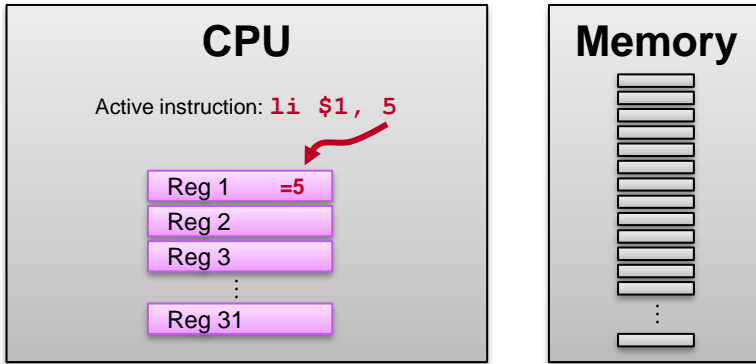 CPU
Active instruction: li $1, 5
Reg 1 =5
Reg 2
Reg 3
⋮
Reg 31
Memory
⋮